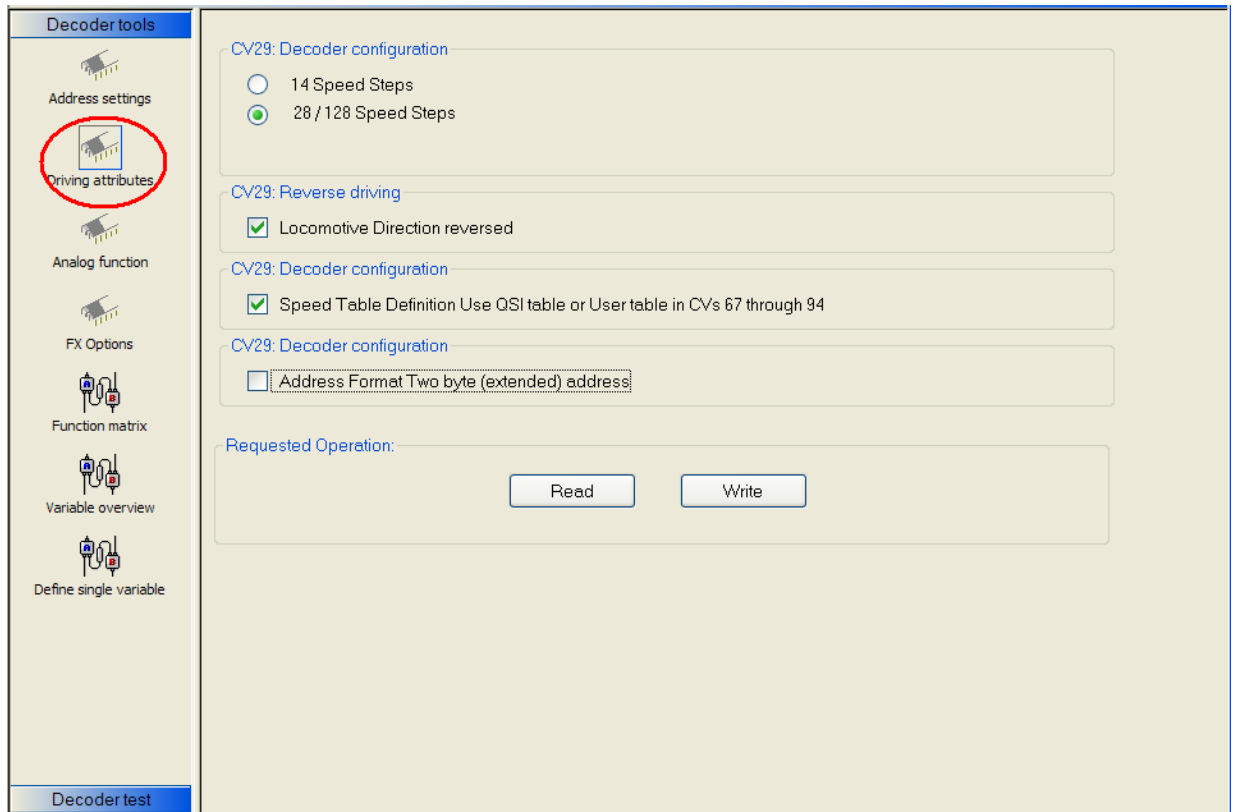 Decoder tools
Address settings
Driving attributes
Analog function
FX Options
Function matrix
Variable overview
Define single variable
Decoder test
CV29: Decoder configuration
14 Speed Steps
28 / 128 Speed Steps
CV29: Reverse driving
Locomotive Direction reversed
CV29: Decoder configuration
Speed Table Definition Use QSI table or User table in CVs 67 through 94
CV29: Decoder configuration
Address Format Two byte (extended) address
Requested Operation:
Read Write